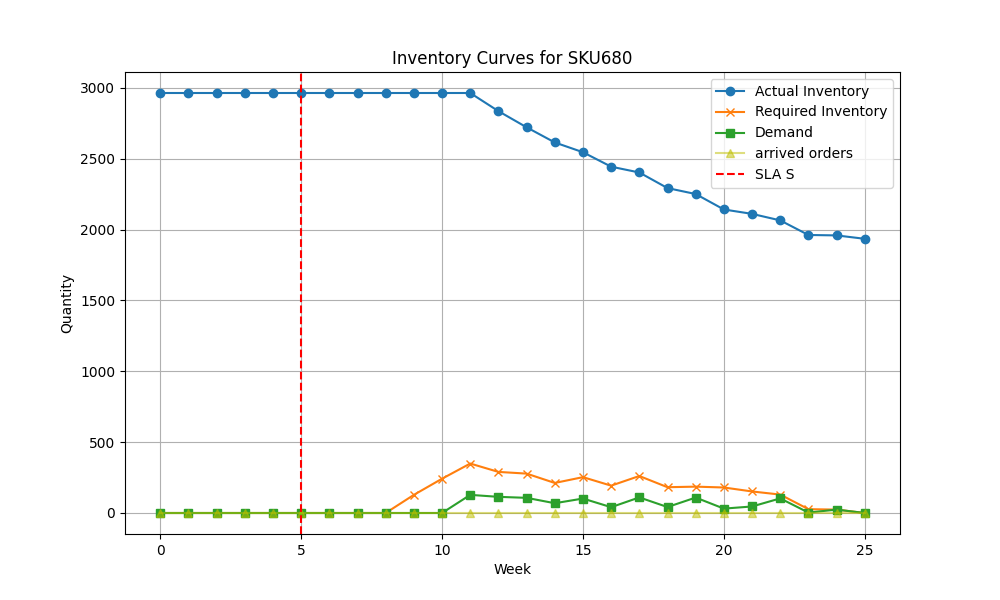 Inventory Curves for SKU680
Quantity
3000
2500
2000
1500
1000
500
0
Actual Inventory
Required Inventory
Demand
arrived orders
SLA S
0 5 10 15 20 25
Week